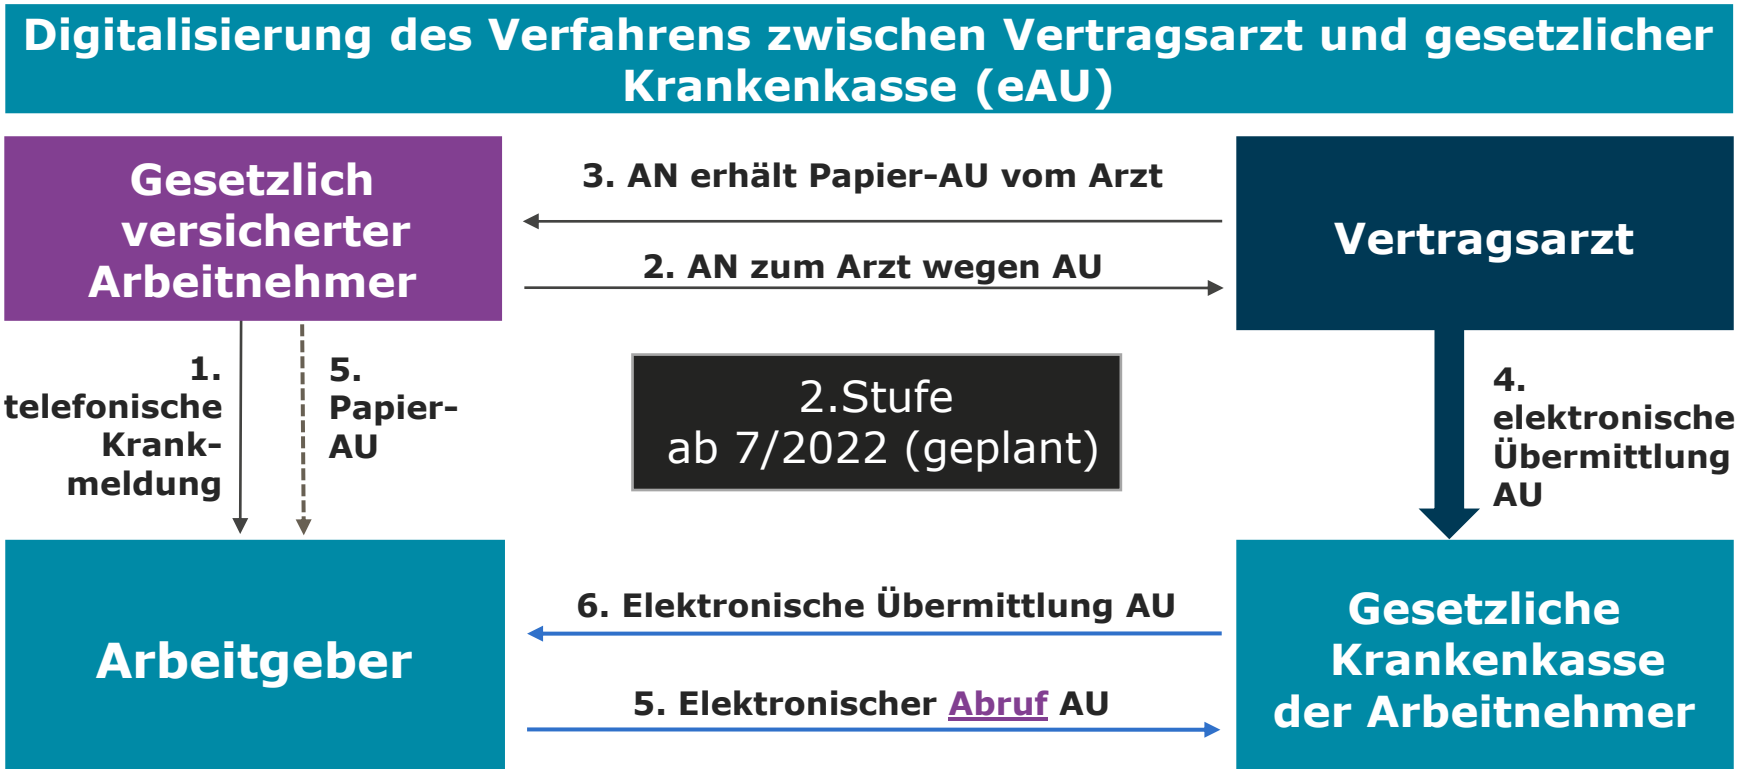 Digitalisierung des Verfahrens zwischen Vertragsarzt und gesetzlicher
Krankenkasse (eAU)
Gesetzlich
versicherter
Arbeitnehmer
3. AN erhält Papier-AU vom Arzt
2. AN zum Arzt wegen AU
Vertragsarzt
1.
telefonische
Krank-
meldung
5.
Papier-
AU
2.Stufe
ab 7/2022 (geplant)
4.
elektronische
Übermittlung
AU
Arbeitgeber
6. Elektronische Übermittlung AU
5. Elektronischer Abruf AU
Gesetzliche
Krankenkasse
der Arbeitnehmer